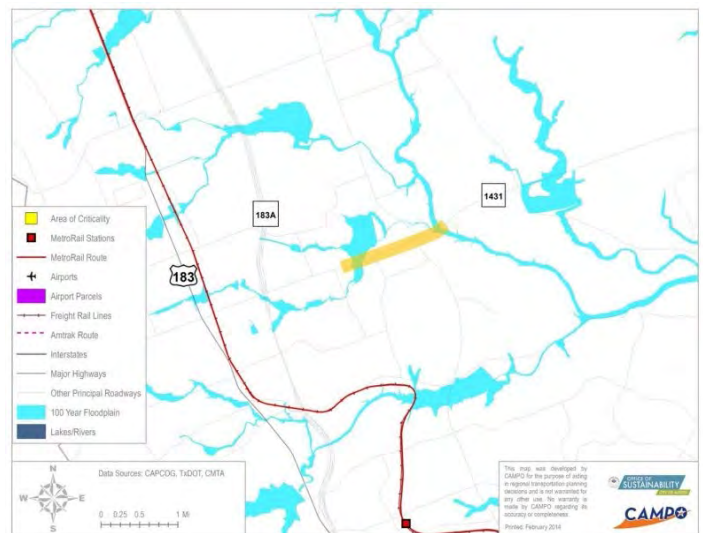 183A
1431
183
Area of Criticality
MetroRail Stations
MetroRail Route
Airports
Airport Parcels
Freight Rail Lines
Amtrak Route
Interstates
Major Highways
Other Principal Roadways
100 Year Floodplain
Lakes/Rivers
N
W E
S
Data Sources: CAPCOG, TxDOT, CMTA
0 0.25 0.5 1 Mi
This map was developed by
CAMPO for the purpose of aiding
in regional transportation planning
decisions and is not warranted for
any other use. No warranty is
made by CAMPO regarding its
accuracy or completeness.
Printed: February 2014
OFFICE OF
SUSTAINABILITY
CAMPO